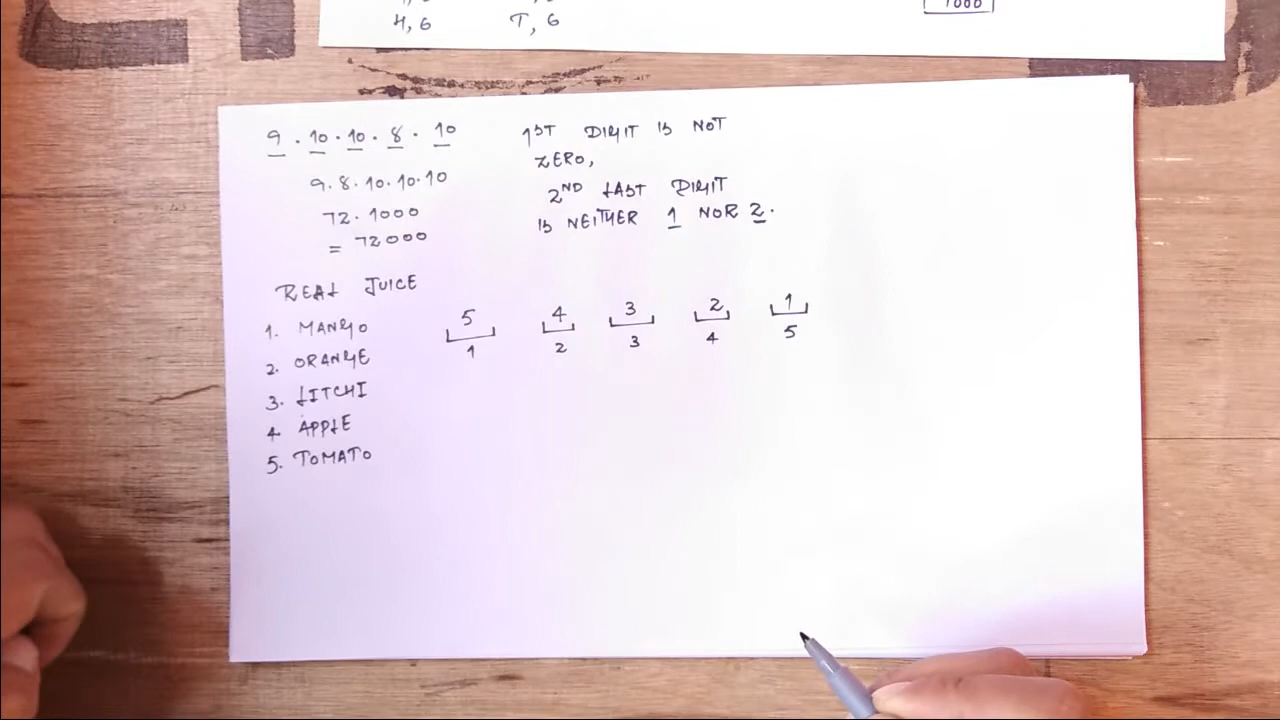 H, 6 T, 6
1000
9 . 10 . 10 . 8 . 10
9. 8. 10. 10. 10
72. 1000
= 72000
1ST DIGIT IS NOT
ZERO,
2ND LAST DIGIT
IS NEITHER 1 NOR 2.
REAL JUICE
1. MANGO
2. ORANGE
3. LITCHI
4. APPLE
5. TOMATO
5 4 3 2 1
1 2 3 4 5